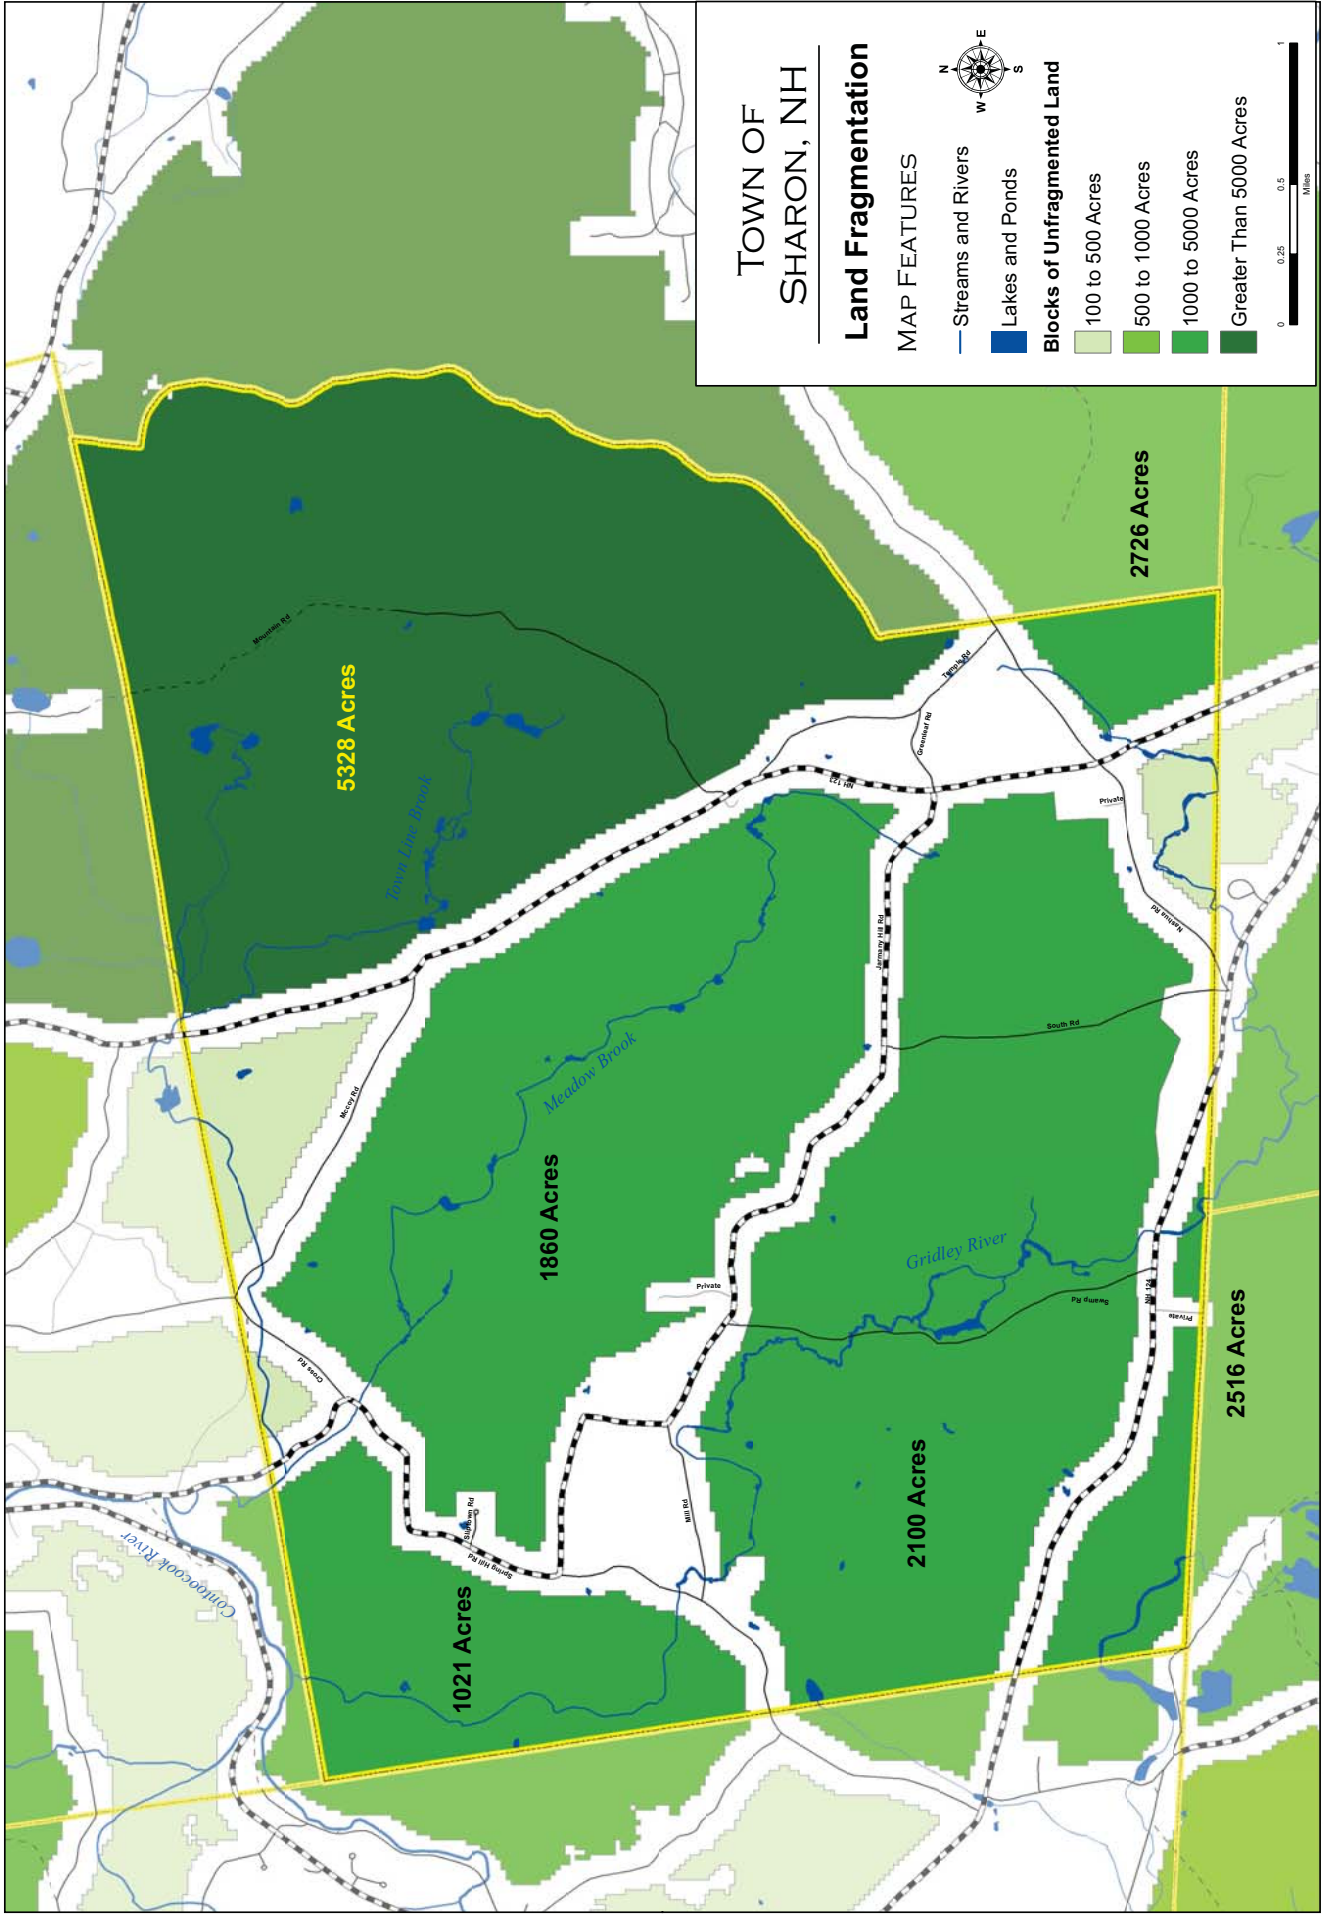 TOWN OF
SHARON, NH
Land Fragmentation
MAP FEATURES
N
E
S
W
Streams and Rivers
Lakes and Ponds
Blocks of Unfragmented Land
100 to 500 Acres
500 to 1000 Acres
1000 to 5000 Acres
Greater Than 5000 Acres
0
0.25
0.5
1
Miles
Contoocook River
1021 Acres
Spring Hill Rd
Sliptown Rd
Cross Rd
Mccoy Rd
1860 Acres
Meadow Brook
Town Line Brook
5328 Acres
Mountain Rd
Mill Rd
Private
2100 Acres
Gridley River
Swamp Rd
Jarmany Hill Rd
NH 123
Greenleaf Rd
Temple Rd
South Rd
Nashua Rd
Private
NH 124
Private
2516 Acres
2726 Acres